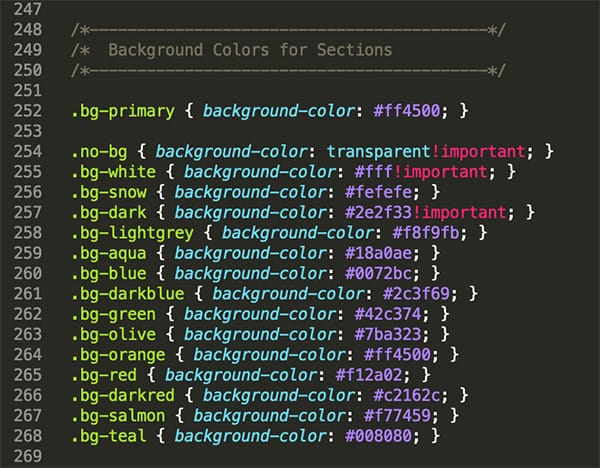 247
248 /*-------------------------------------------*/
249 /* Background Colors for Sections
250 /*-------------------------------------------*/
251
252 .bg-primary { background-color: #ff4500; }
253
254 .no-bg { background-color: transparent!important; }
255 .bg-white { background-color: #fff!important; }
256 .bg-snow { background-color: #fefefe; }
257 .bg-dark { background-color: #2e2f33!important; }
258 .bg-lightgrey { background-color: #f8f9fb; }
259 .bg-aqua { background-color: #18a0ae; }
260 .bg-blue { background-color: #0072bc; }
261 .bg-darkblue { background-color: #2c3f69; }
262 .bg-green { background-color: #42c374; }
263 .bg-olive { background-color: #7ba323; }
264 .bg-orange { background-color: #ff4500; }
265 .bg-red { background-color: #f12a02; }
266 .bg-darkred { background-color: #c2162c; }
267 .bg-salmon { background-color: #f77459; }
268 .bg-teal { background-color: #008080; }
269